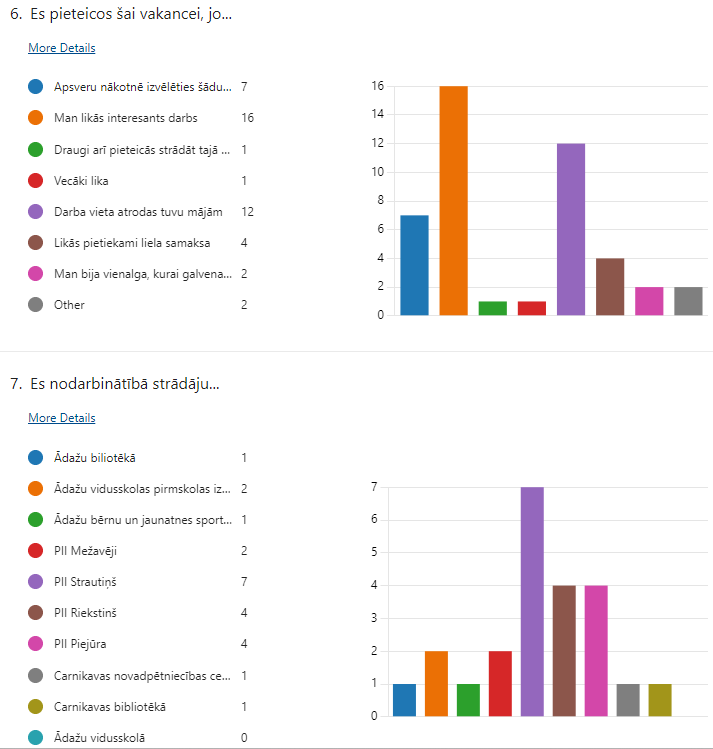 6. Es pieteicos šai vakancei, jo...
More Details
Apsveru nākotnē izvēlēties šādu... 7
Man likās interesants darbs 16
Draugi arī pieteicās strādāt tajā ... 1
Vecāki lika 1
Darba vieta atrodas tuvu mājām 12
Likās pietiekami liela samaksa 4
Man bija vienalga, kurai galvena... 2
Other 2
16
14
12
10
8
6
4
2
0
7. Es nodarbinātībā strādāju...
More Details
Ādažu biliotēkā 1
Ādažu vidusskolas pirmskolas iz... 2
Ādažu bērnu un jaunatnes sport... 1
PII Mežavēji 2
PII Strautiņš 7
PII Riekstinš 4
PII Piejūra 4
Carnikavas novadpētniecības ce... 1
Carnikavas bibliotēkā 1
Ādažu vidusskolā 0
7
6
5
4
3
2
1
0